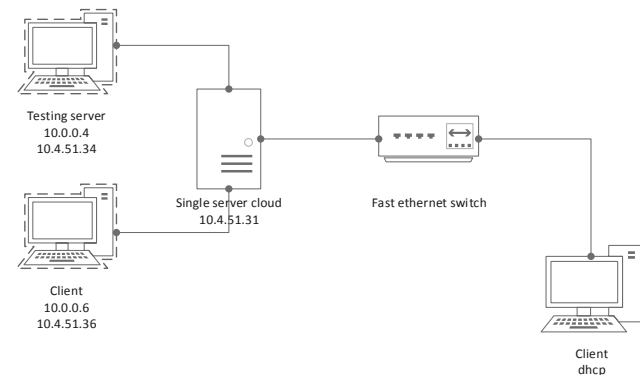 Testing server
10.0.0.4
10.4.51.34
Single server cloud
10.4.51.31
Fast ethernet switch
Client
10.0.0.6
10.4.51.36
Client
dhcp